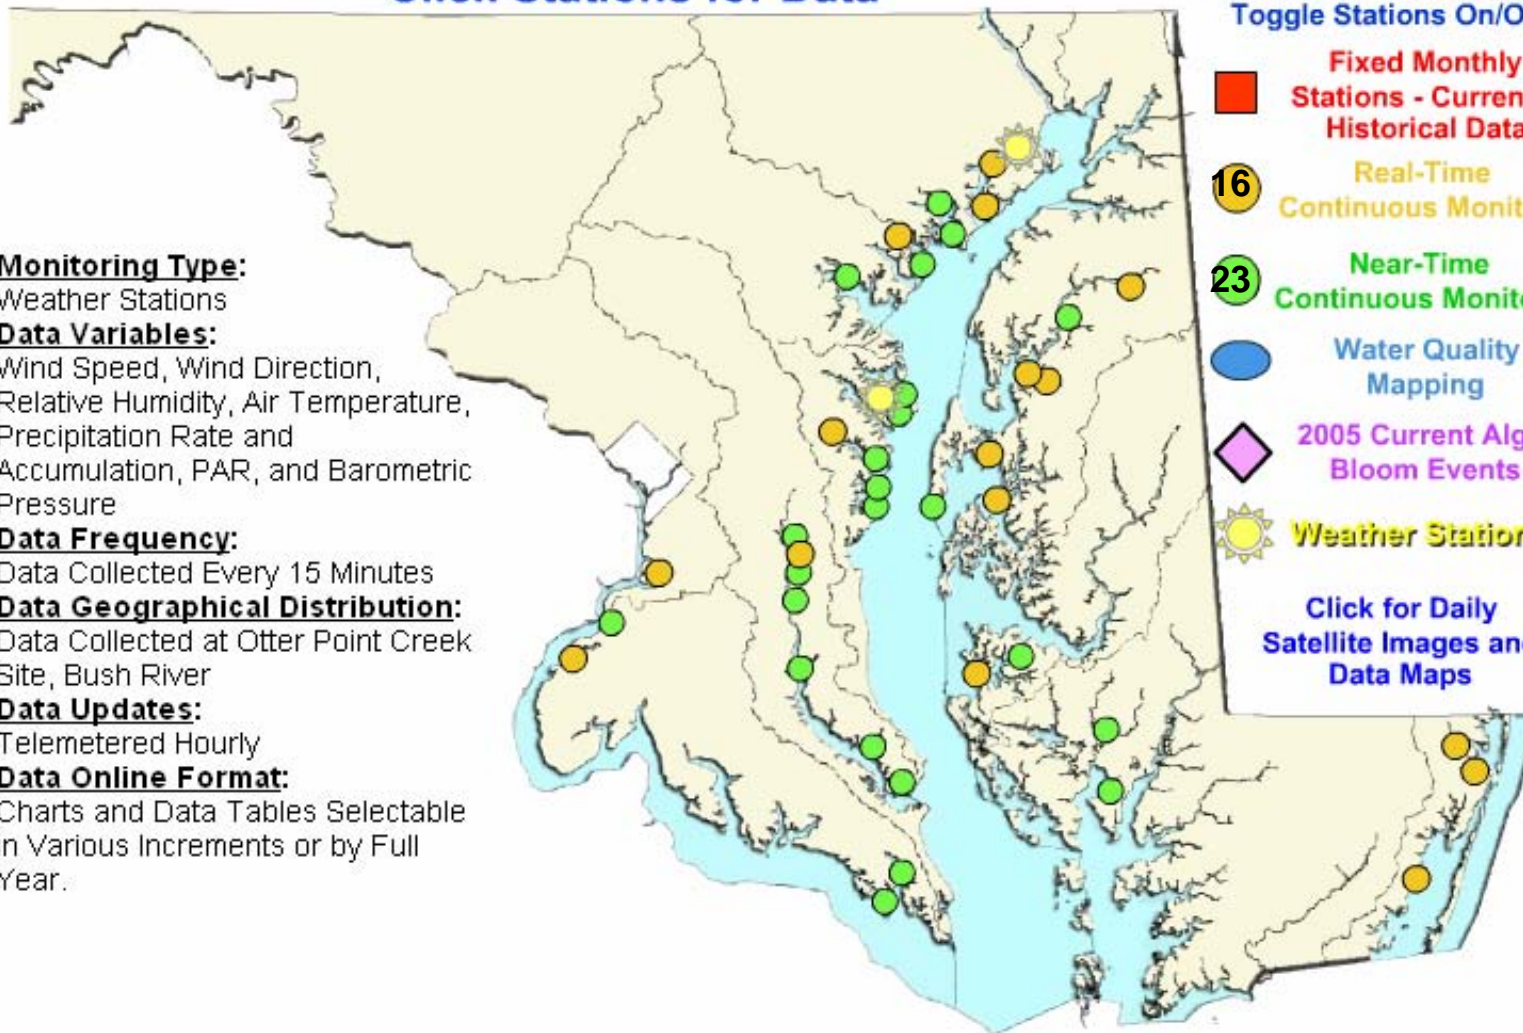 Click Stations for Data
Monitoring Type:
Weather Stations
Data Variables:
Wind Speed, Wind Direction,
Relative Humidity, Air Temperature,
Precipitation Rate and
Accumulation, PAR, and Barometric
Pressure
Data Frequency:
Data Collected Every 15 Minutes
Data Geographical Distribution:
Data Collected at Otter Point Creek
Site, Bush River
Data Updates:
Telemetered Hourly
Data Online Format:
Charts and Data Tables Selectable
in Various Increments or by Full
Year.
Toggle Stations On/O
Fixed Monthly
Stations - Curren
Historical Data
16
Real-Time
Continuous Monit
23
Near-Time
Continuous Monit
Water Quality
Mapping
2005 Current Alg
Bloom Events
Weather Station
Click for Daily
Satellite Images an
Data Maps